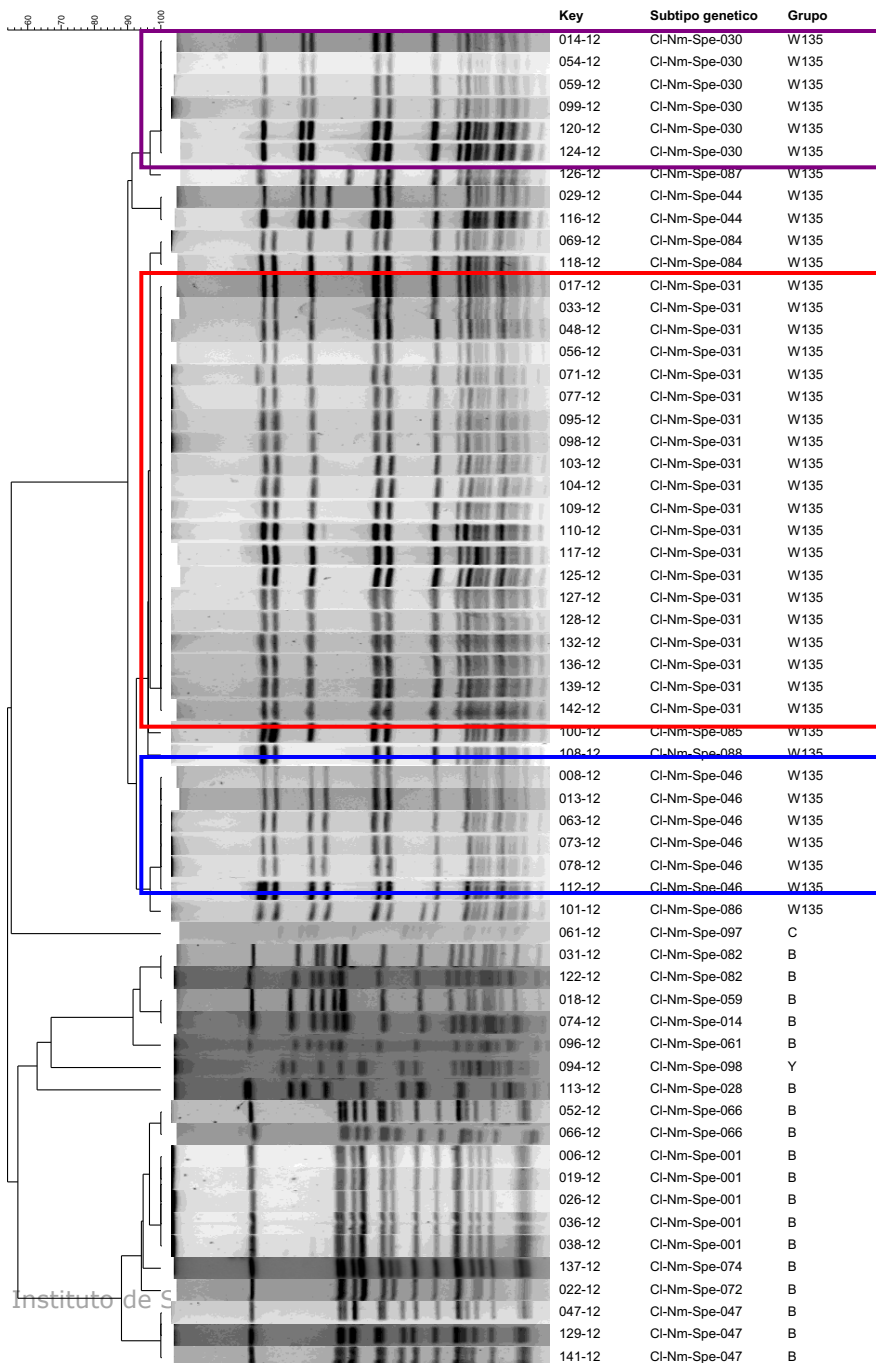 -60 -70 -80 -90 -100
Key Subtipo genetico Grupo
014-12 Cl-Nm-Spe-030 W135
054-12 Cl-Nm-Spe-030 W135
059-12 Cl-Nm-Spe-030 W135
099-12 Cl-Nm-Spe-030 W135
120-12 Cl-Nm-Spe-030 W135
124-12 Cl-Nm-Spe-030 W135
126-12 Cl-Nm-Spe-087 W135
029-12 Cl-Nm-Spe-044 W135
116-12 Cl-Nm-Spe-044 W135
069-12 Cl-Nm-Spe-084 W135
118-12 Cl-Nm-Spe-084 W135
017-12 Cl-Nm-Spe-031 W135
033-12 Cl-Nm-Spe-031 W135
048-12 Cl-Nm-Spe-031 W135
056-12 Cl-Nm-Spe-031 W135
071-12 Cl-Nm-Spe-031 W135
077-12 Cl-Nm-Spe-031 W135
095-12 Cl-Nm-Spe-031 W135
098-12 Cl-Nm-Spe-031 W135
103-12 Cl-Nm-Spe-031 W135
104-12 Cl-Nm-Spe-031 W135
109-12 Cl-Nm-Spe-031 W135
110-12 Cl-Nm-Spe-031 W135
117-12 Cl-Nm-Spe-031 W135
125-12 Cl-Nm-Spe-031 W135
127-12 Cl-Nm-Spe-031 W135
128-12 Cl-Nm-Spe-031 W135
132-12 Cl-Nm-Spe-031 W135
136-12 Cl-Nm-Spe-031 W135
139-12 Cl-Nm-Spe-031 W135
142-12 Cl-Nm-Spe-031 W135
100-12 Cl-Nm-Spe-085 W135
108-12 Cl-Nm-Spe-088 W135
008-12 Cl-Nm-Spe-046 W135
013-12 Cl-Nm-Spe-046 W135
063-12 Cl-Nm-Spe-046 W135
073-12 Cl-Nm-Spe-046 W135
078-12 Cl-Nm-Spe-046 W135
112-12 Cl-Nm-Spe-046 W135
101-12 Cl-Nm-Spe-086 W135
061-12 Cl-Nm-Spe-097 C
031-12 Cl-Nm-Spe-082 B
122-12 Cl-Nm-Spe-082 B
018-12 Cl-Nm-Spe-059 B
074-12 Cl-Nm-Spe-014 B
096-12 Cl-Nm-Spe-061 B
094-12 Cl-Nm-Spe-098 Y
113-12 Cl-Nm-Spe-028 B
052-12 Cl-Nm-Spe-066 B
066-12 Cl-Nm-Spe-066 B
006-12 Cl-Nm-Spe-001 B
019-12 Cl-Nm-Spe-001 B
026-12 Cl-Nm-Spe-001 B
036-12 Cl-Nm-Spe-001 B
038-12 Cl-Nm-Spe-001 B
137-12 Cl-Nm-Spe-074 B
022-12 Cl-Nm-Spe-072 B
Instituto de S
047-12 Cl-Nm-Spe-047 B
129-12 Cl-Nm-Spe-047 B
141-12 Cl-Nm-Spe-047 B